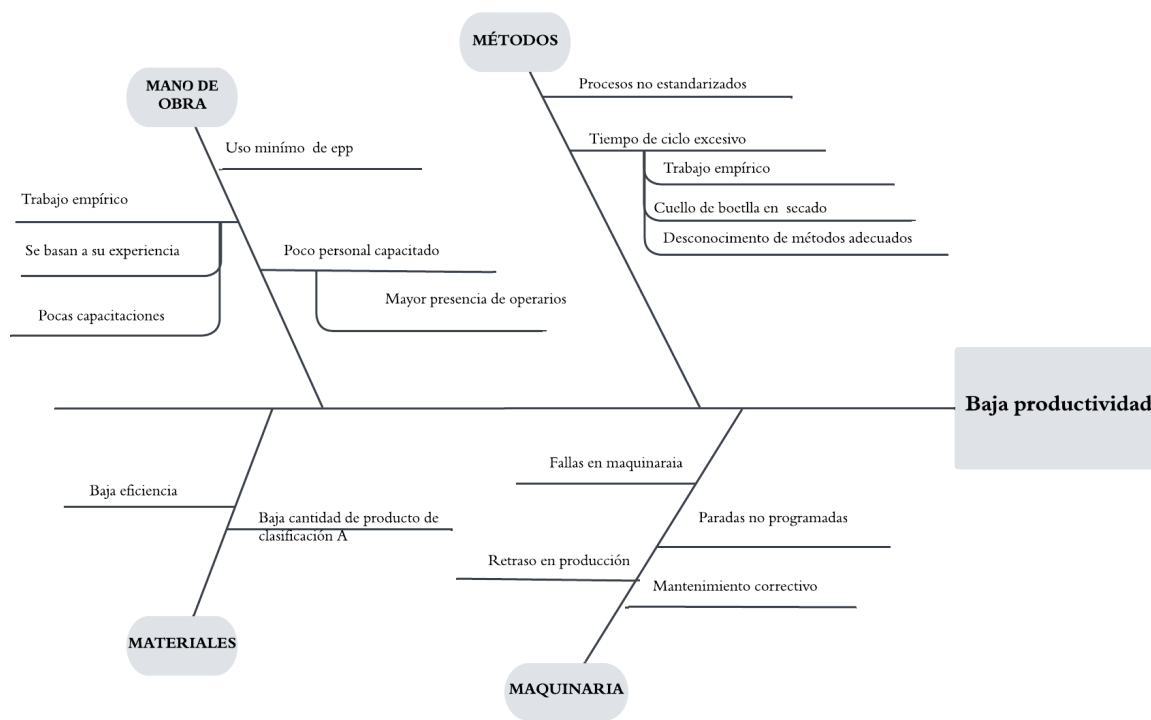 MÉTODOS
MANO DE
OBRA
Procesos no estandarizados
Uso minímo de epp
Tiempo de ciclo excesivo
Trabajo empírico
Trabajo empírico
Cuello de boetlla en secado
Se basan a su experiencia
Poco personal capacitado
Desconocimiento de métodos adecuados
Mayor presencia de operarios
Pocas capacitaciones
Baja productividad
Fallas en maquinaraia
Baja eficiencia
Baja cantidad de producto de
clasificación A
Paradas no programadas
Retraso en producción
Mantenimiento correctivo
MATERIALES
MAQUINARIA